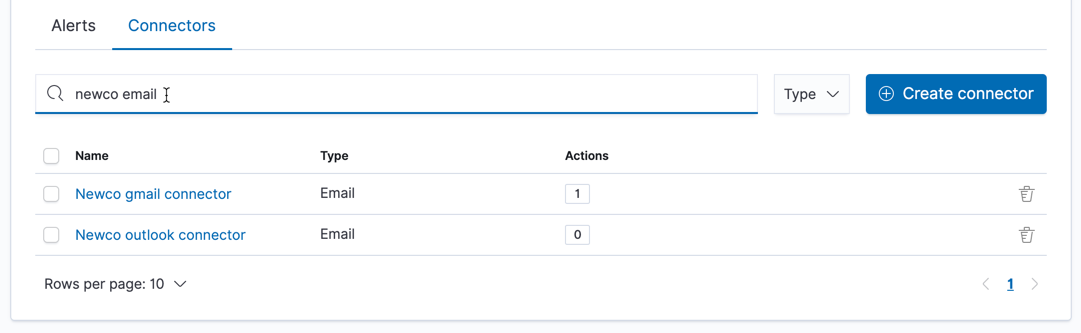 Alerts Connectors
newco email
Type
Create connector
Name Type Actions
Newco gmail connector Email 1
Newco outlook connector Email 0
Rows per page: 10
1